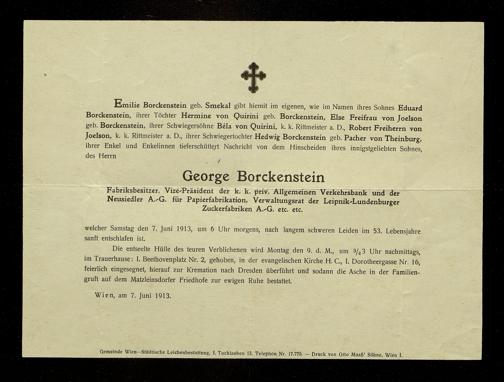 Emilie Borckenstein geb. Smekal gibt hiemit im eigenen, wie im Namen ihres Sohnes Eduard
Borckenstein, ihrer Töchter Hermine von Quirini geb. Borckenstein, Else Freifrau von Joelson
geb. Borckenstein, ihrer Schwiegersöhne Béla von Quirini, k. k. Rittmeister a. D., Robert Freiherrn von
Joelson, k. k. Rittmeister a. D., ihrer Schwiegertochter Hedwig Borckenstein geb. Pacher von Theinburg,
ihrer Enkel und Enkelinnen tieferschüttert Nachricht von dem Hinscheiden ihres innigstgeliebten Sohnes,
des Herrn
George Borckenstein
Fabriksbesitzer, Vize-Präsident der k. k. priv. Allgemeinen Verkehrsbank und der
Neusiedler A.-G. für Papierfabrikation, Verwaltungsrat der Leipnik-Lundenburger
Zuckerfabriken A.-G. etc. etc.
welcher Samstag den 7. Juni 1913, um 6 Uhr morgens, nach langem schweren Leiden im 53. Lebensjahre
sanft entschlafen ist.
Die entseelte Hülle des teuren Verblichenen wird Montag den 9. d. M., um 3/4 3 Uhr nachmittags,
im Trauerhause: I. Beethovenplatz Nr. 2, gehoben, in der evangelischen Kirche H. C., I. Dorotheergasse Nr. 16,
feierlich eingesegnet, hierauf zur Kremation nach Dresden überführt und sodann die Asche in der Familien-
gruft auf dem Matzleinsdorfer Friedhofe zur ewigen Ruhe bestattet.
Wien, am 7. Juni 1913.
Gemeinde Wien—Städtische Leichenbestattung, I. Tuchlauben 13. Telephon Nr. 17.770. — Druck von Otto Maaß' Söhne, Wien I.